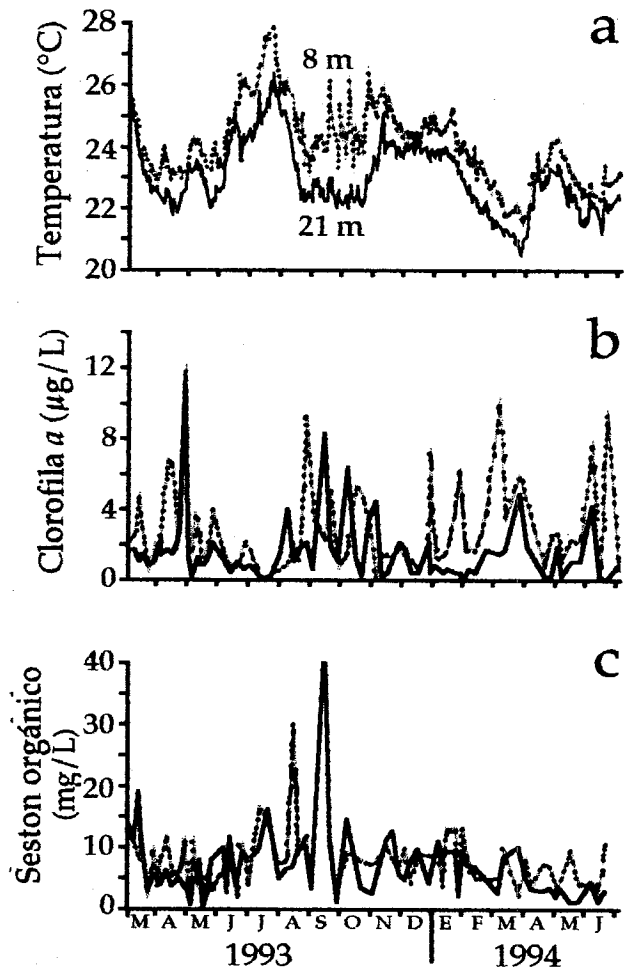 a
Temperatura (°C)
28
26
24
22
20
8 m
21 m
b
Clorofila a (µg/L)
12
8
4
0
c
Seston orgánico
(mg/L)
40
30
20
10
0
M A M J J A S O N D E F M A M J
1993 1994